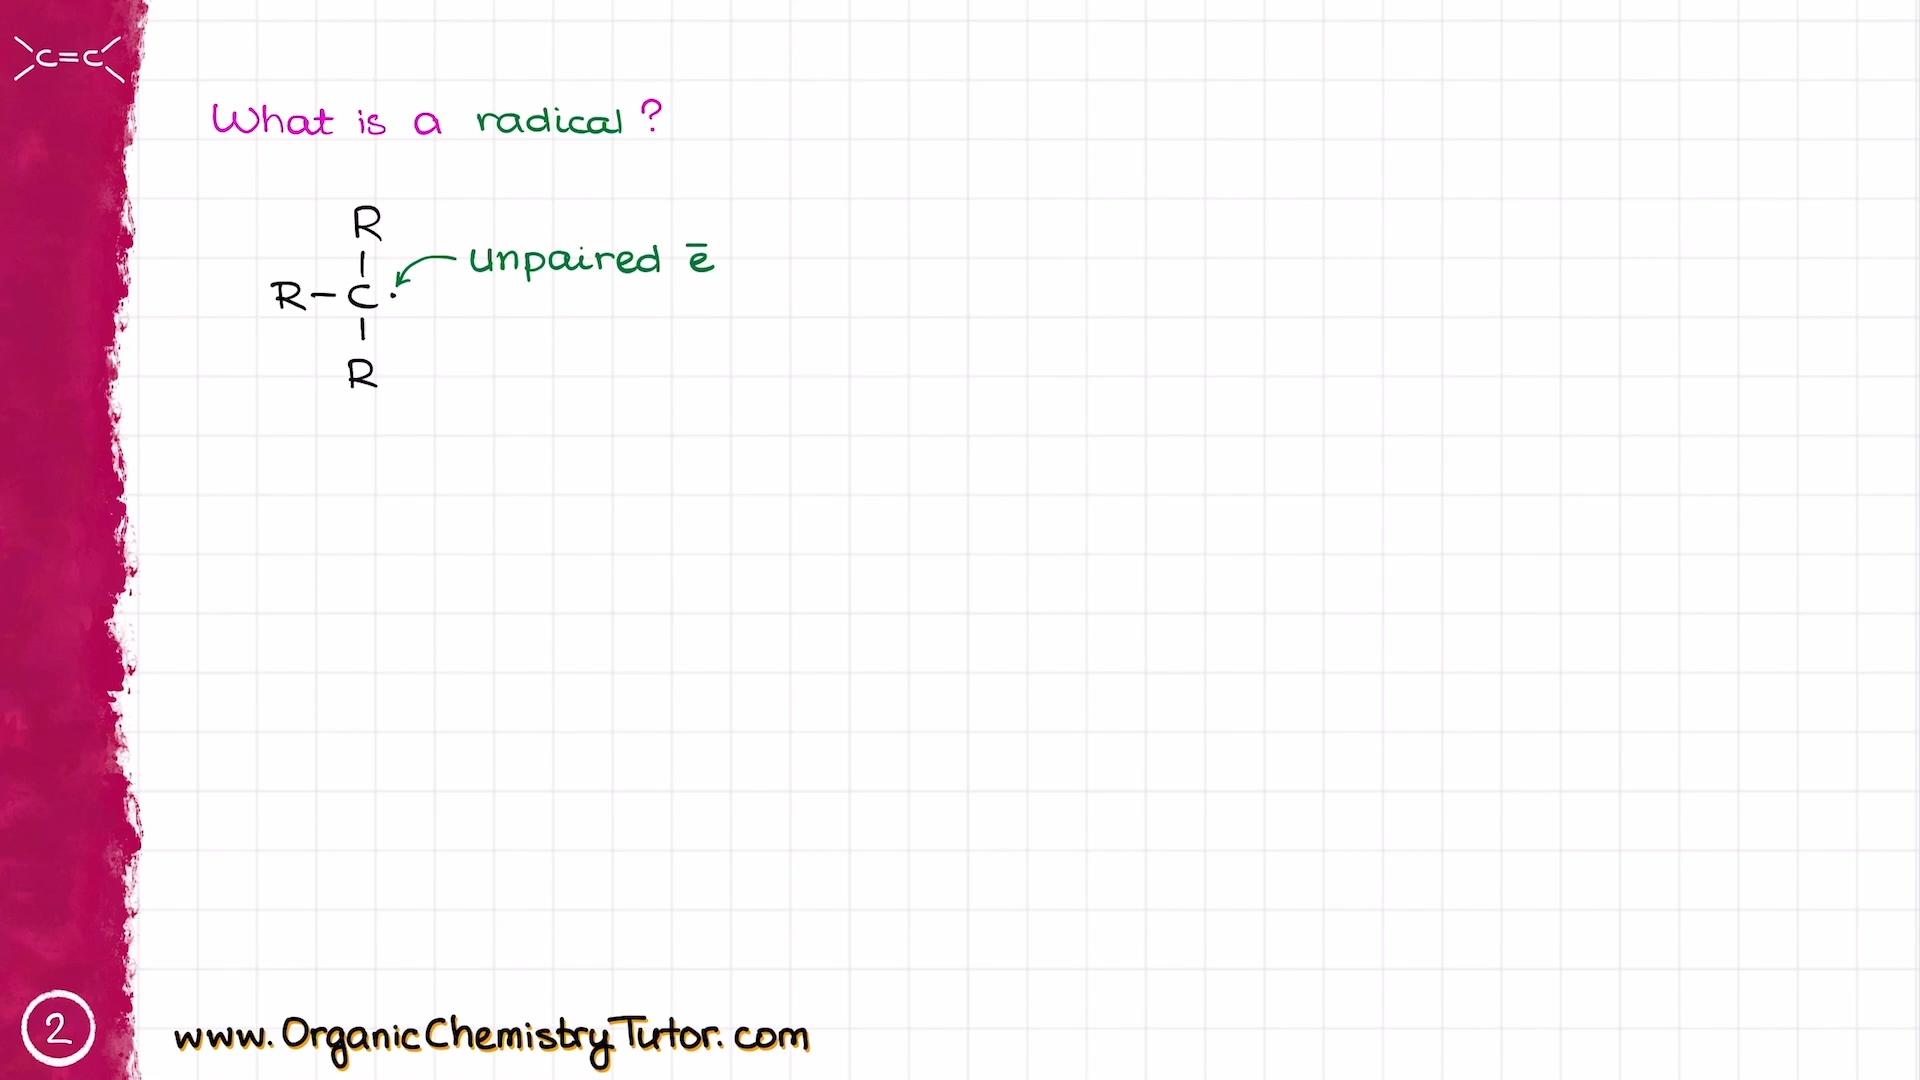 C=C
What is a radical?
R
unpaired ē
R-C·
R
2
www.OrganicChemistryTutor.com